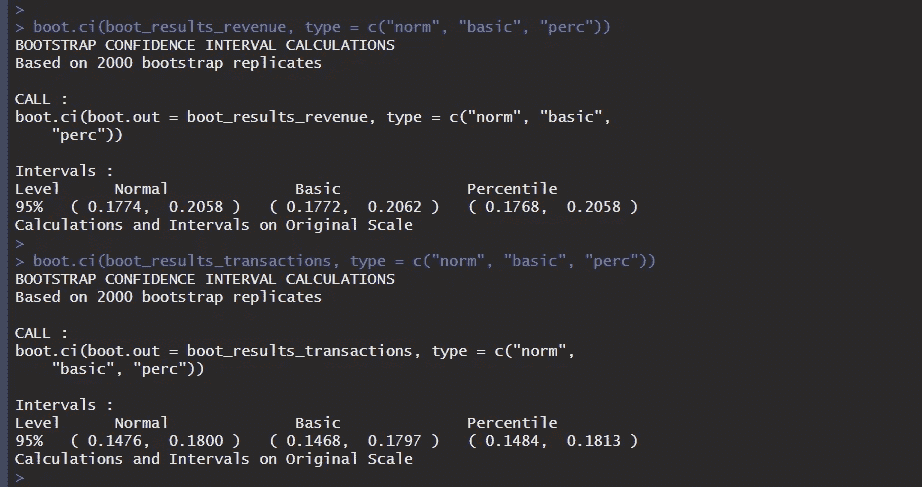 >
> boot.ci(boot_results_revenue, type = c("norm", "basic", "perc"))
BOOTSTRAP CONFIDENCE INTERVAL CALCULATIONS
Based on 2000 bootstrap replicates

CALL :
boot.ci(boot.out = boot_results_revenue, type = c("norm", "basic",
    "perc"))

Intervals :
Level      Normal              Basic              Percentile
95%   ( 0.1774,  0.2058 )   ( 0.1772,  0.2062 )   ( 0.1768,  0.2058 )
Calculations and Intervals on Original Scale
>
> boot.ci(boot_results_transactions, type = c("norm", "basic", "perc"))
BOOTSTRAP CONFIDENCE INTERVAL CALCULATIONS
Based on 2000 bootstrap replicates

CALL :
boot.ci(boot.out = boot_results_transactions, type = c("norm",
    "basic", "perc"))

Intervals :
Level      Normal              Basic              Percentile
95%   ( 0.1476,  0.1800 )   ( 0.1468,  0.1797 )   ( 0.1484,  0.1813 )
Calculations and Intervals on Original Scale
>